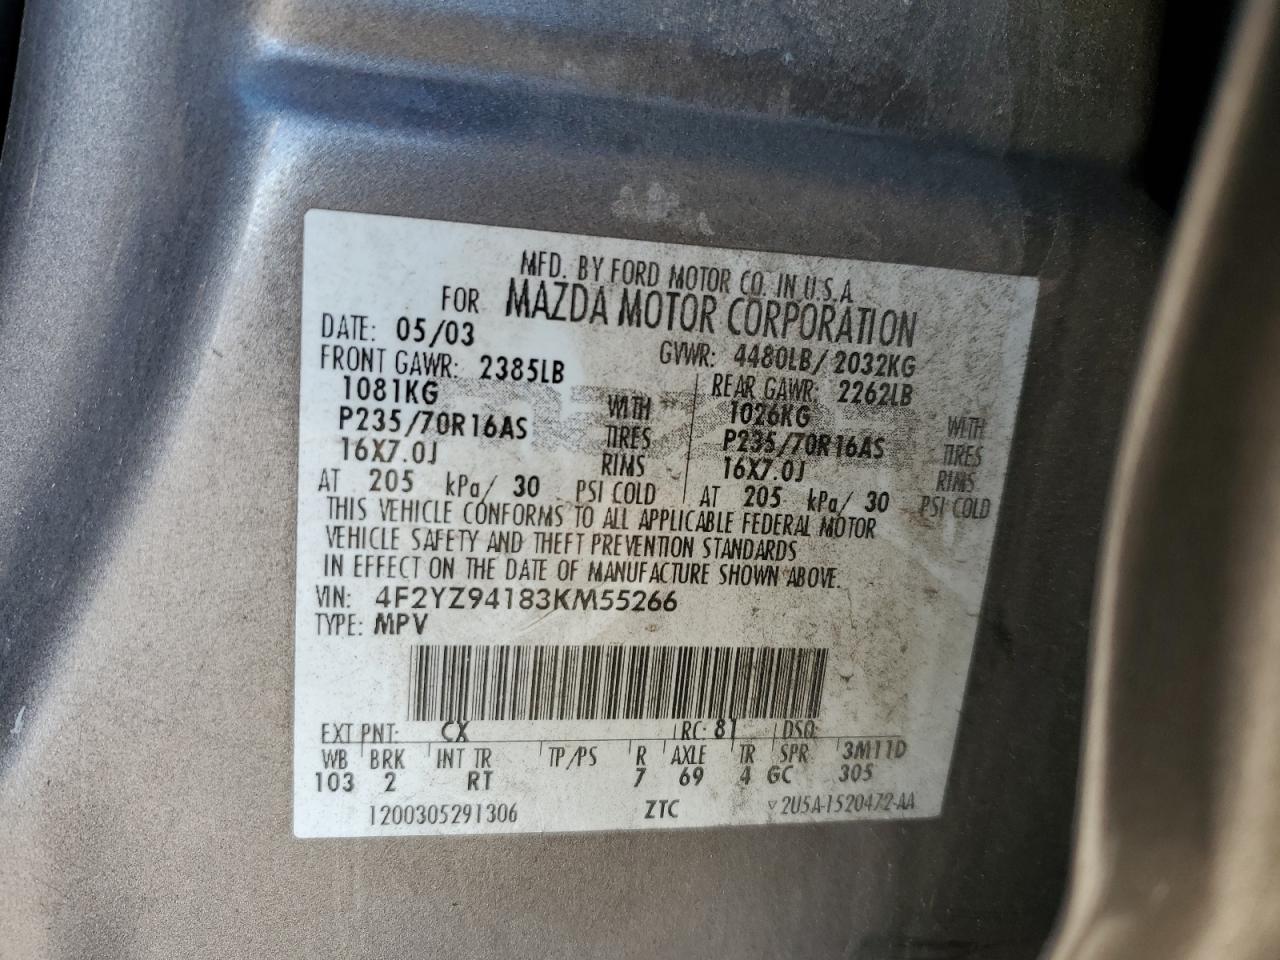 MFD. BY FORD MOTOR CO. IN U.S.A.
FOR MAZDA MOTOR CORPORATION
DATE: 05/03 GVWR: 4480LB/ 2032KG
FRONT GAWR: 2385LB REAR GAWR: 2262LB
1081KG WITH 1026KG WITH
P235/70R16AS TIRES P235/70R16AS TIRES
16X7.0J RIMS 16X7.0J RIMS
AT 205 kPa/ 30 PSI COLD AT 205 kPa/ 30 PSI COLD
THIS VEHICLE CONFORMS TO ALL APPLICABLE FEDERAL MOTOR
VEHICLE SAFETY AND THEFT PREVENTION STANDARDS
IN EFFECT ON THE DATE OF MANUFACTURE SHOWN ABOVE.
VIN: 4F2YZ94183KM55266
TYPE: MPV
EXT PNT: CX RC: 81 DSO:
WB BRK INT TR TP/PS R AXLE TR SPR 3M11D
103 2 RT 7 69 4 GC 305
1200305291306 ZTC 2U5A-1520472-AA